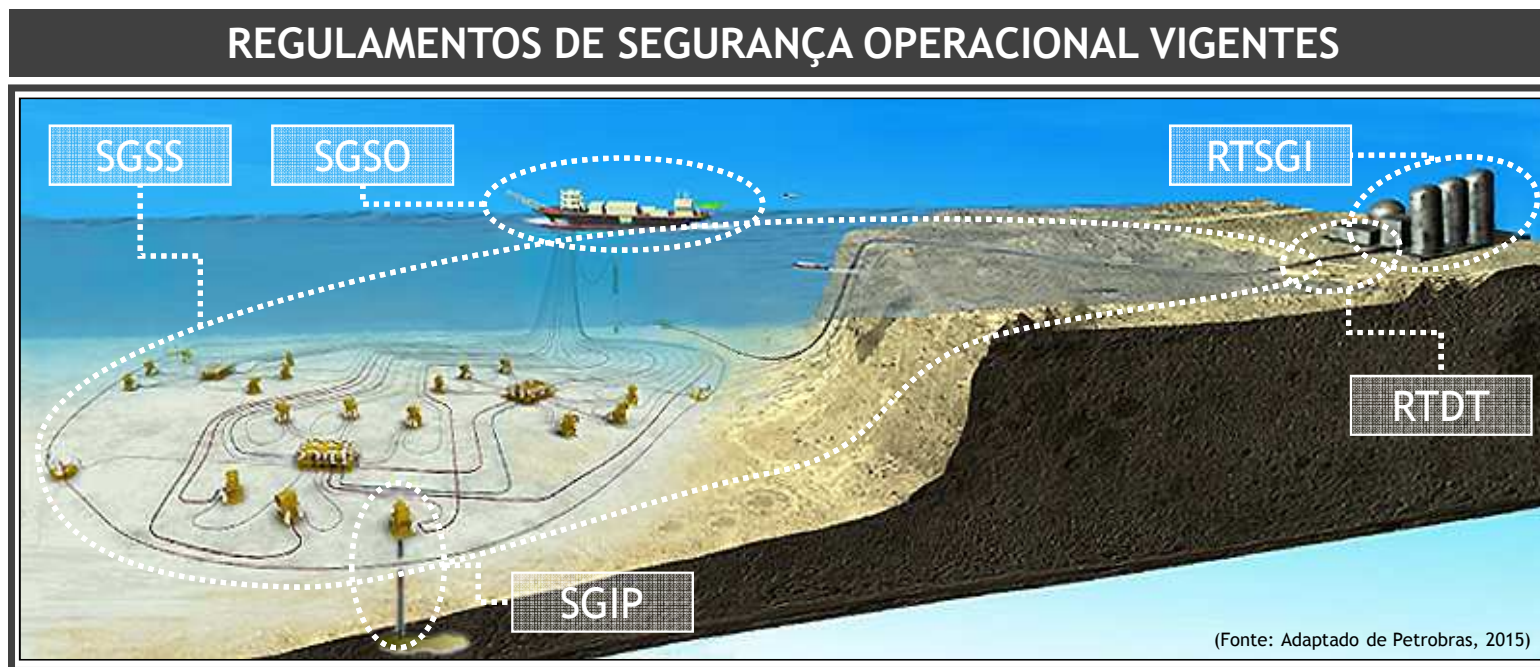 REGULAMENTOS DE SEGURANÇA OPERACIONAL VIGENTES
SGSS
SGSO
RTSGI
RTDT
SGIP
(Fonte: Adaptado de Petrobras, 2015)